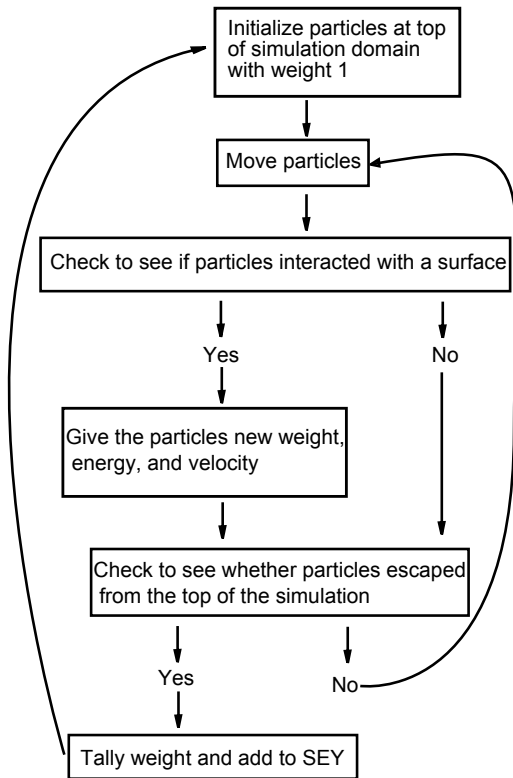 Initialize particles at top
of simulation domain
with weight 1
Move particles
Check to see if particles interacted with a surface
Yes
No
Give the particles new weight,
energy, and velocity
Check to see whether particles escaped
from the top of the simulation
Yes
No
Tally weight and add to SEY